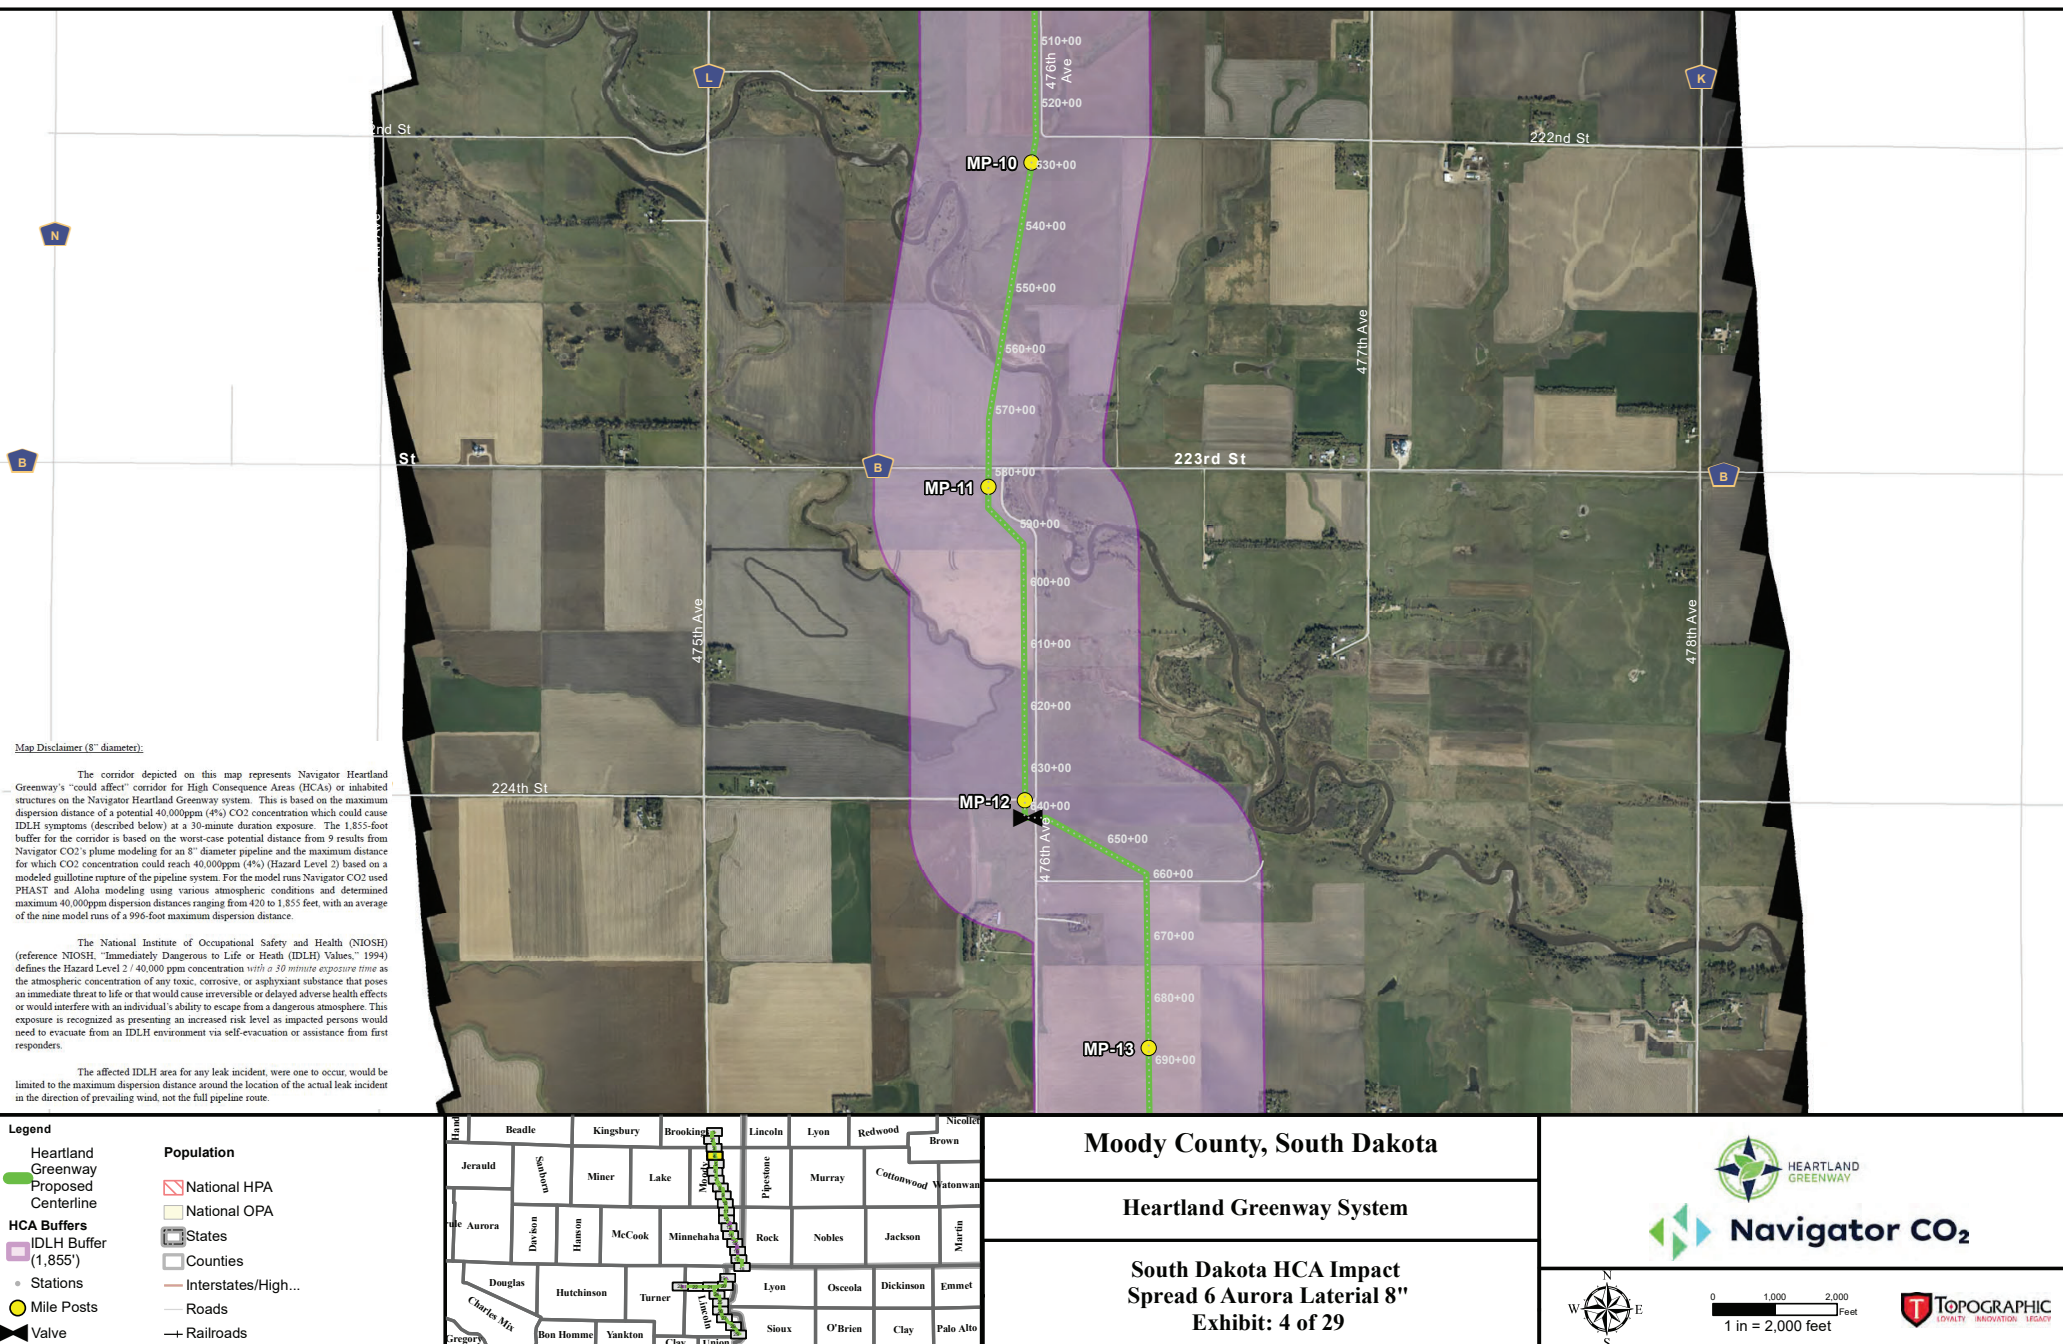 510+00
476th Ave
520+00
L
K
2nd St
222nd St
MP-10
530+00
N
540+00
550+00
477th Ave
560+00
570+00
B
St
B
223rd St
B
580+00
MP-11
590+00
600+00
475th Ave
610+00
478th Ave
620+00
630+00
224th St
MP-12
640+00
476th Ave
650+00
660+00
670+00
680+00
MP-13
690+00
Map Disclaimer (8" diameter):
The corridor depicted on this map represents Navigator Heartland
Greenway's "could affect" corridor for High Consequence Areas (HCAs) or inhabited
structures on the Navigator Heartland Greenway system. This is based on the maximum
dispersion distance of a potential 40,000ppm (4%) CO2 concentration which could cause
IDLH symptoms (described below) at a 30-minute duration exposure. The 1,855-foot
buffer for the corridor is based on the worst-case potential distance from 9 results from
Navigator CO2's plume modeling for an 8" diameter pipeline and the maximum distance
for which CO2 concentration could reach 40,000ppm (4%) (Hazard Level 2) based on a
modeled guillotine rupture of the pipeline system. For the model runs Navigator CO2 used
PHAST and Aloha modeling using various atmospheric conditions and determined
maximum 40,000ppm dispersion distances ranging from 420 to 1,855 feet, with an average
of the nine model runs of a 996-foot maximum dispersion distance.
The National Institute of Occupational Safety and Health (NIOSH)
(reference NIOSH, "Immediately Dangerous to Life or Heath (IDLH) Values," 1994)
defines the Hazard Level 2 / 40,000 ppm concentration with a 30 minute exposure time as
the atmospheric concentration of any toxic, corrosive, or asphyxiant substance that poses
an immediate threat to life or that would cause irreversible or delayed adverse health effects
or would interfere with an individual's ability to escape from a dangerous atmosphere. This
exposure is recognized as presenting an increased risk level as impacted persons would
need to evacuate from an IDLH environment via self-evacuation or assistance from first
responders.
The affected IDLH area for any leak incident, were one to occur, would be
limited to the maximum dispersion distance around the location of the actual leak incident
in the direction of prevailing wind, not the full pipeline route.
Legend
Heartland
Greenway
Proposed
Centerline
HCA Buffers
IDLH Buffer
(1,855')
Stations
Mile Posts
Valve
Population
National HPA
National OPA
States
Counties
Interstates/High...
Roads
Railroads
Hand
Beadle
Kingsbury
Brookings
Lincoln
Lyon
Redwood
Nicollet
Brown
Jerauld
Sanborn
Miner
Lake
Moody
Pipestone
Murray
Cottonwood
Watonwan
Aurora
Davison
Hanson
McCook
Minnehaha
Rock
Nobles
Jackson
Martin
Douglas
Charles Mix
Hutchinson
Turner
Lincoln
Lyon
Osceola
Dickinson
Emmet
Gregory
Bon Homme
Yankton
Clay
Union
Sioux
O'Brien
Clay
Palo Alto
Moody County, South Dakota
Heartland Greenway System
South Dakota HCA Impact
Spread 6 Aurora Laterial 8"
Exhibit: 4 of 29
HEARTLAND
GREENWAY
Navigator CO₂
N
W E
S
0 1,000 2,000
Feet
1 in = 2,000 feet
T TOPOGRAPHIC
LOYALTY INNOVATION LEGACY